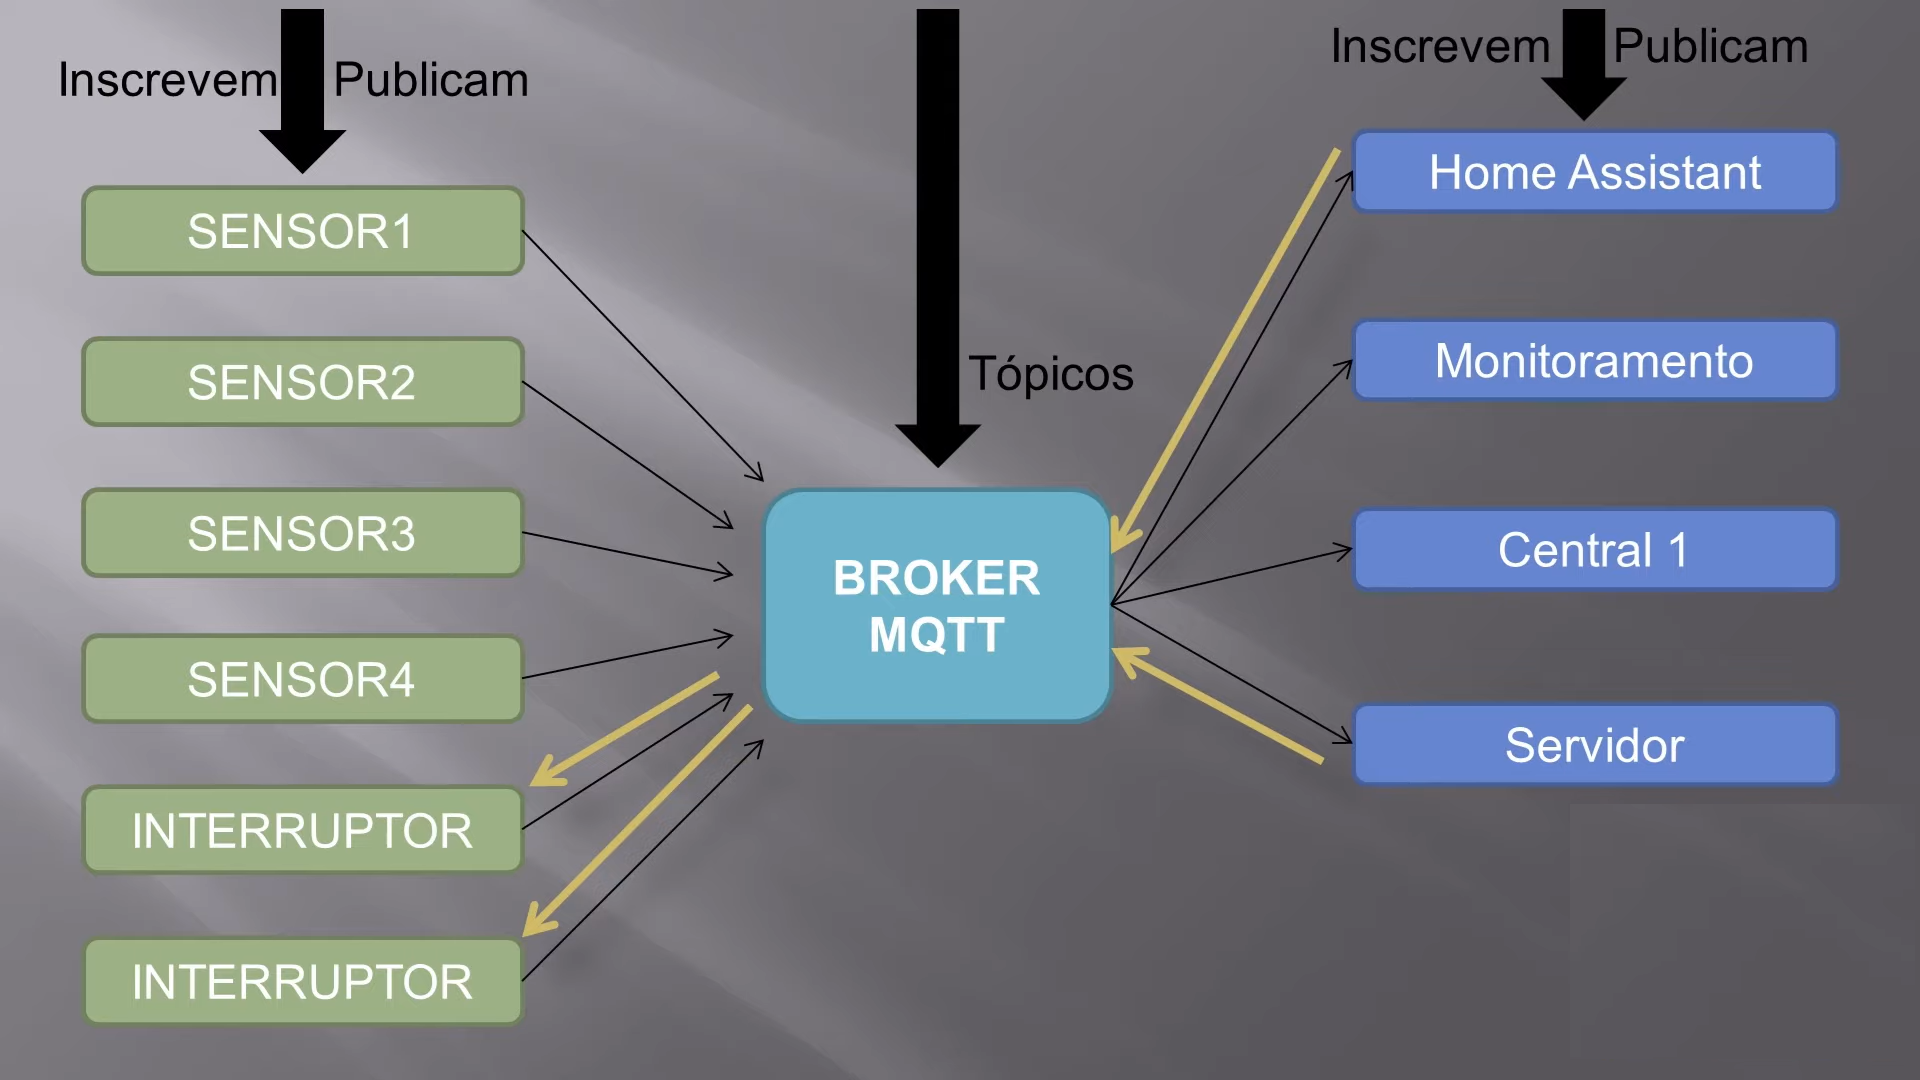 Inscrevem Publicam
SENSOR1
SENSOR2
SENSOR3
SENSOR4
INTERRUPTOR
INTERRUPTOR
Tópicos
BROKER
MQTT
Inscrevem Publicam
Home Assistant
Monitoramento
Central 1
Servidor